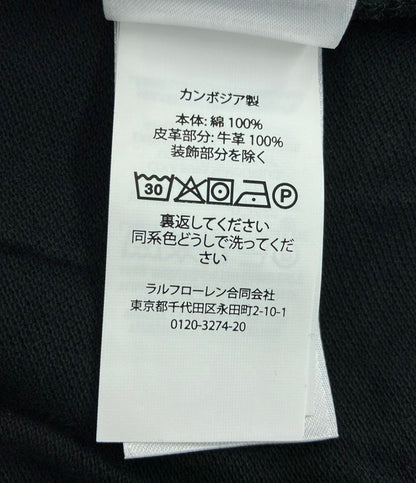 カンボジア製
本体: 綿 100%
皮革部分: 牛革 100%
装飾部分を除く
30 P
裏返してください
同系色どうしで洗ってくだ
さい
ラルフローレン合同会社
東京都千代田区永田町2-10-1
0120-3274-20